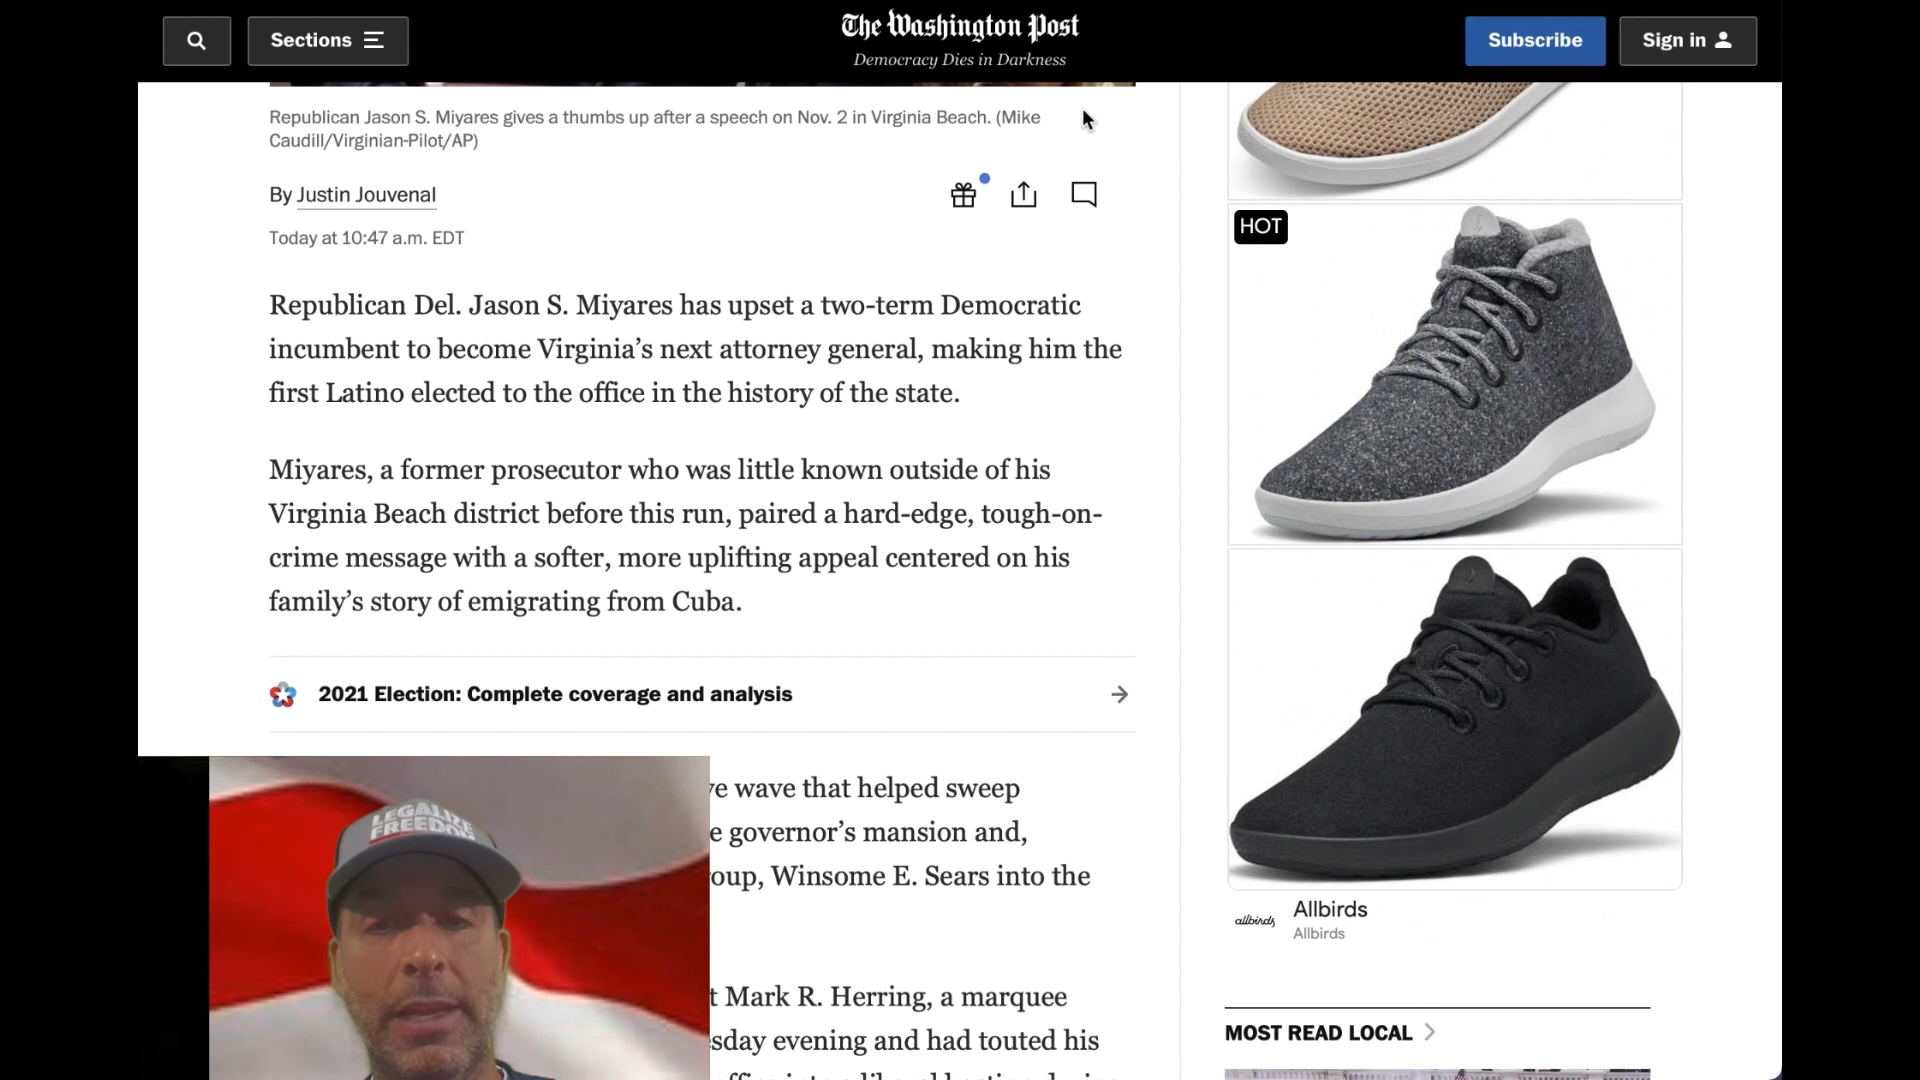 Sections
The Washington Post
Democracy Dies in Darkness
Subscribe
Sign in
Republican Jason S. Miyares gives a thumbs up after a speech on Nov. 2 in Virginia Beach. (Mike
Caudill/Virginian-Pilot/AP)
By Justin Jouvenal
Today at 10:47 a.m. EDT
Republican Del. Jason S. Miyares has upset a two-term Democratic
incumbent to become Virginia’s next attorney general, making him the
first Latino elected to the office in the history of the state.
Miyares, a former prosecutor who was little known outside of his
Virginia Beach district before this run, paired a hard-edge, tough-on-
crime message with a softer, more uplifting appeal centered on his
family’s story of emigrating from Cuba.
2021 Election: Complete coverage and analysis
wave that helped sweep
governor’s mansion and,
Winsome E. Sears into the
Mark R. Herring, a marquee
evening and had touted his
LEGALIZE
FREEDOM
HOT
allbirds
Allbirds
Allbirds
MOST READ LOCAL